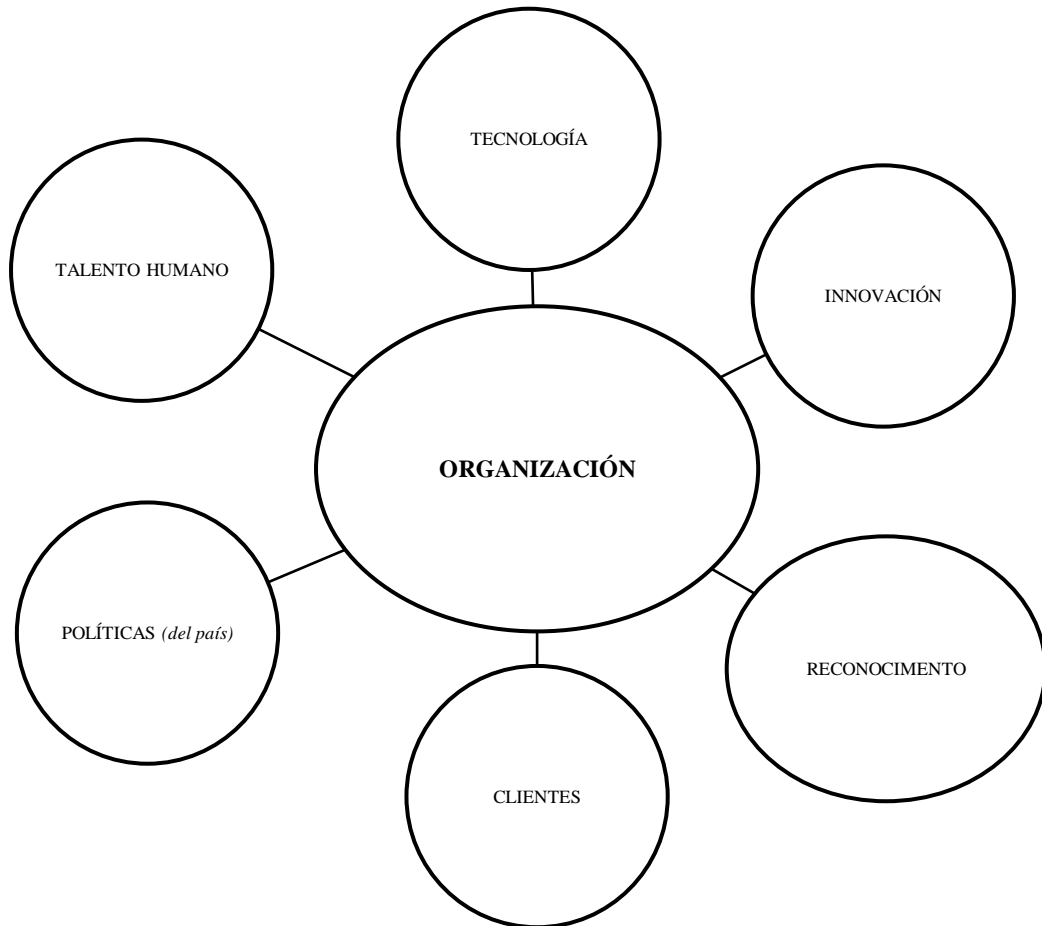 TECNOLOGÍA
TALENTO HUMANO
INNOVACIÓN
ORGANIZACIÓN
POLÍTICAS (del país)
RECONOCIMENTO
CLIENTES